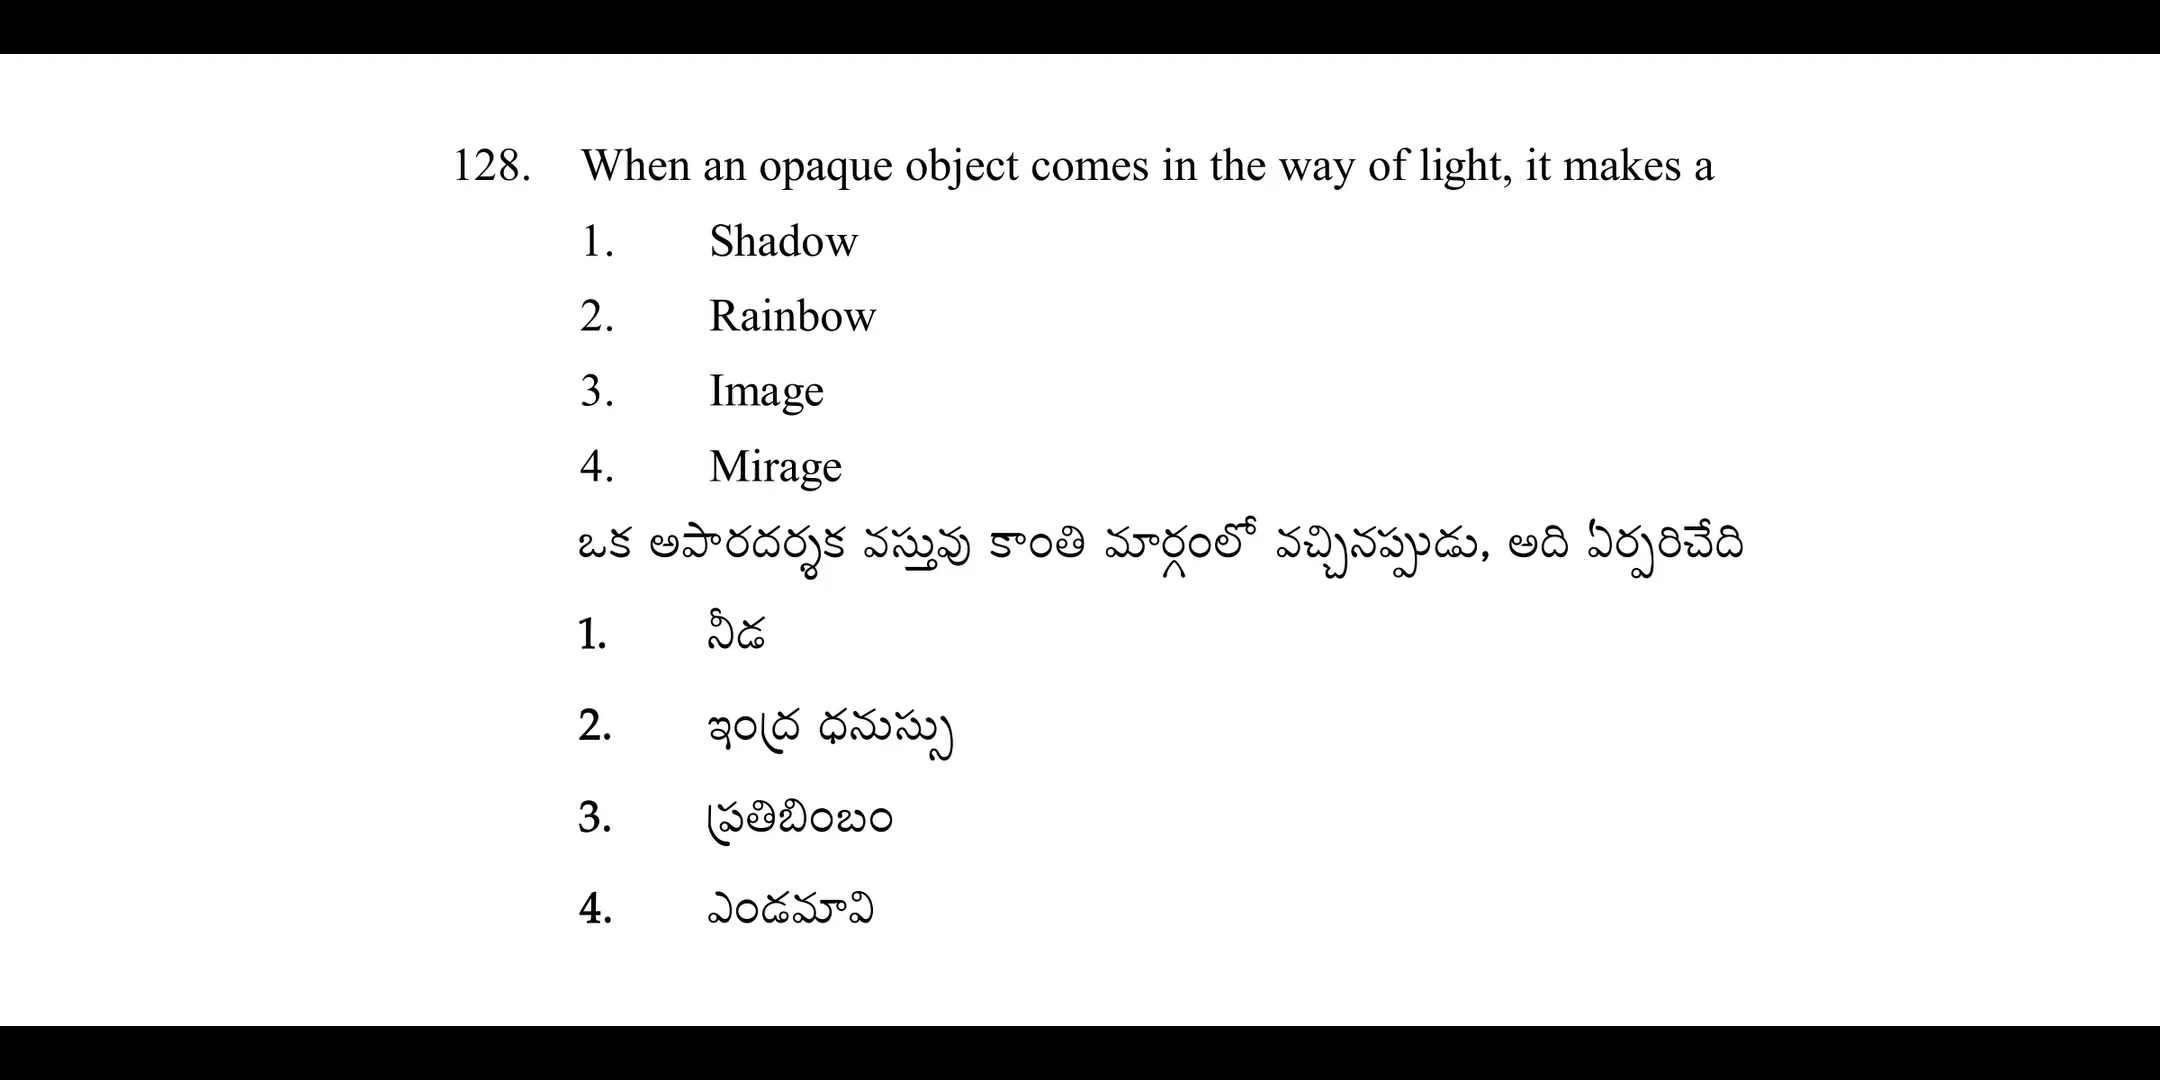 128. When an opaque object comes in the way of light, it makes a
1. Shadow
2. Rainbow
3. Image
4. Mirage
ఒక అపారదర్శక వస్తువు కాంతి మార్గంలో వచ్చినప్పుడు, అది ఏర్పరిచేది
1. నీడ
2. ఇంద్ర ధనుస్సు
3. ప్రతిబింబం
4. ఎండమావి